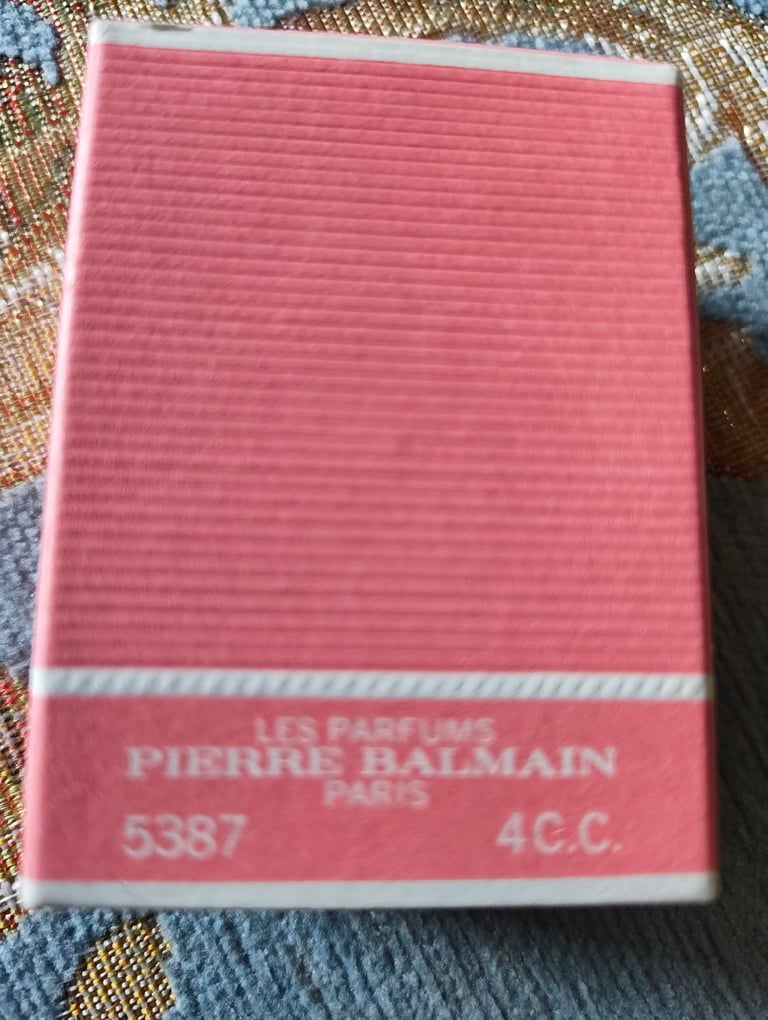 LES PARFUMS
PIERRE BALMAIN
PARIS
5387 4C.C.